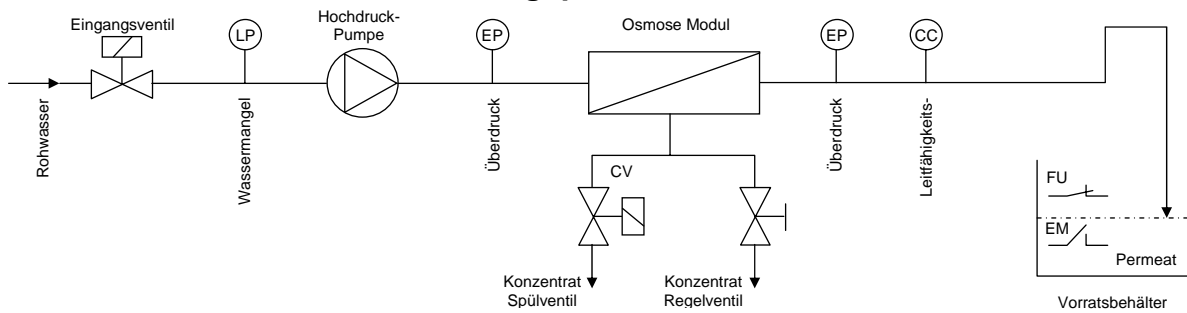 Eingangsventil
LP
Hochdruck-
Pumpe
EP
Osmose Modul
EP
CC
Rohwasser
Wassermangel
Überdruck
Überdruck
Leitfähigkeits-
CV
FU
EM
Permeat
Konzentrat
Spülventil
Konzentrat
Regelventil
Vorratsbehälter